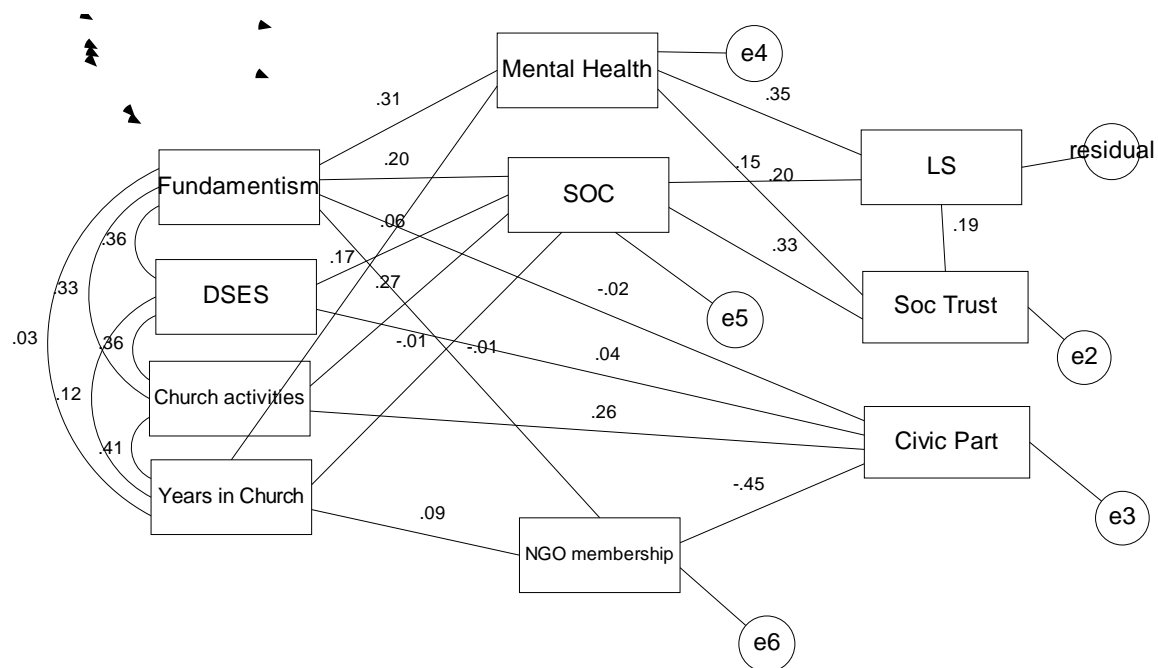 Mental Health
e4
.31
.35
Fundamentism
.20
.15
.20
LS
residual
SOC
.36
.06
.17
.27
.33
.19
DSES
.33
-.02
Soc Trust
e5
.03
.36
-.01
-.01
.04
e2
.12
Church activities
.26
.41
Civic Part
Years in Church
-.45
.09
e3
NGO membership
e6